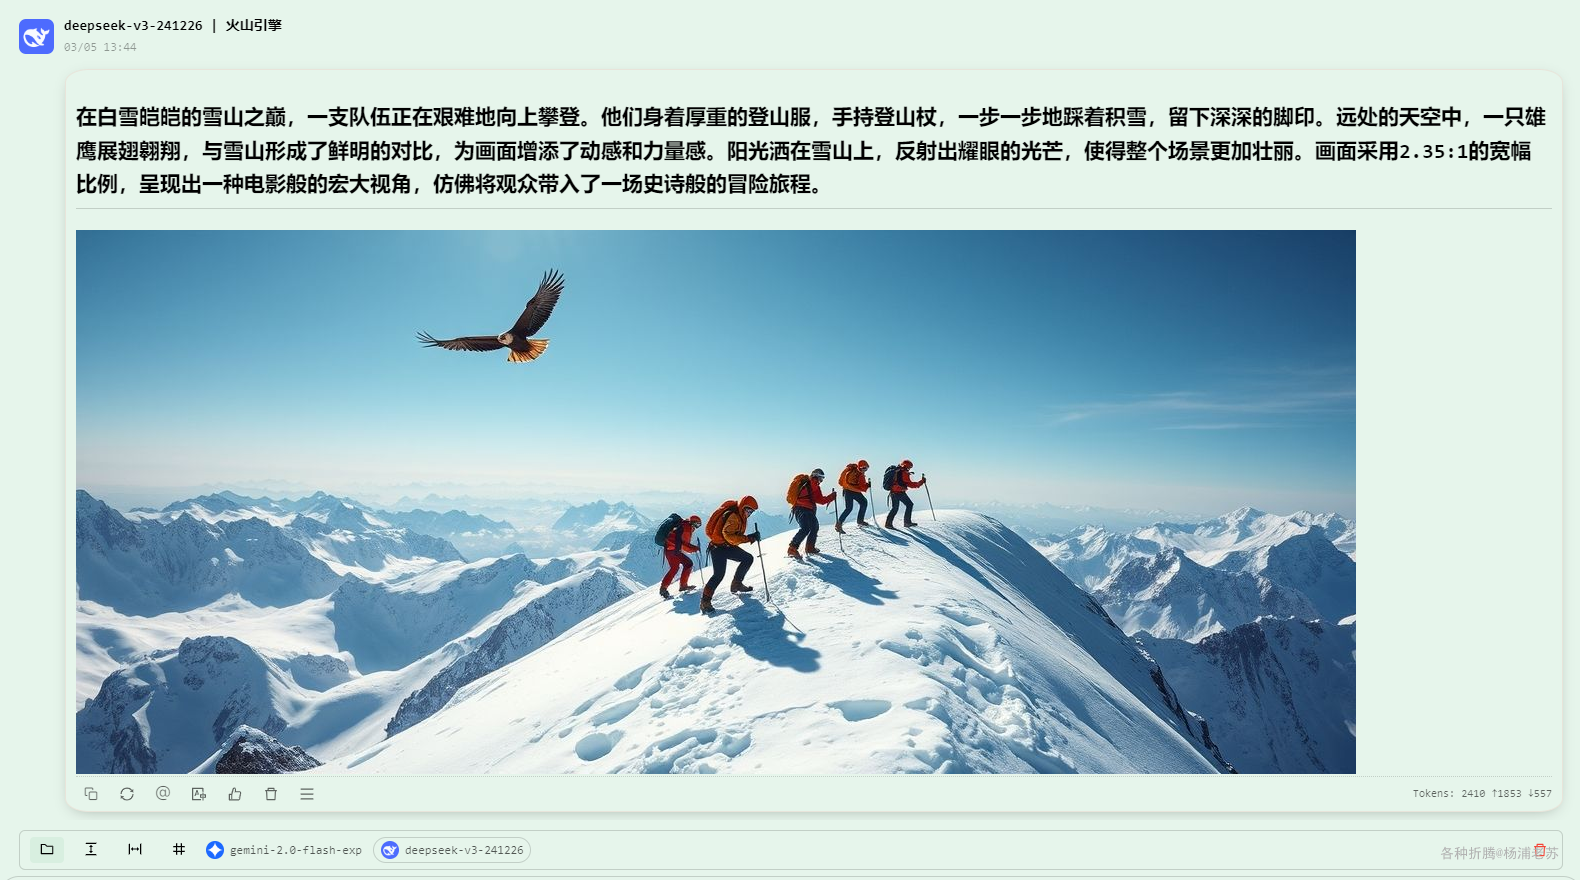 deepseek-v3-241226 | 火山引擎
03/05 13:44
在白雪皑皑的雪山之巅，一支队伍正在艰难地向上攀登。他们身着厚重的登山服，手持登山杖，一步一步地踩着积雪，留下深深的脚印。远处的天空中，一只雄
鹰展翅翱翔，与雪山形成了鲜明的对比，为画面增添了动感和力量感。阳光洒在雪山上，反射出耀眼的光芒，使得整个场景更加壮丽。画面采用2.35:1的宽幅
比例，呈现出一种电影般的宏大视角，仿佛将观众带入了一场史诗般的冒险旅程。
Tokens: 2410 ↑1853 ↓557
gemini-2.0-flash-exp
deepseek-v3-241226
各种折腾@杨浦老苏